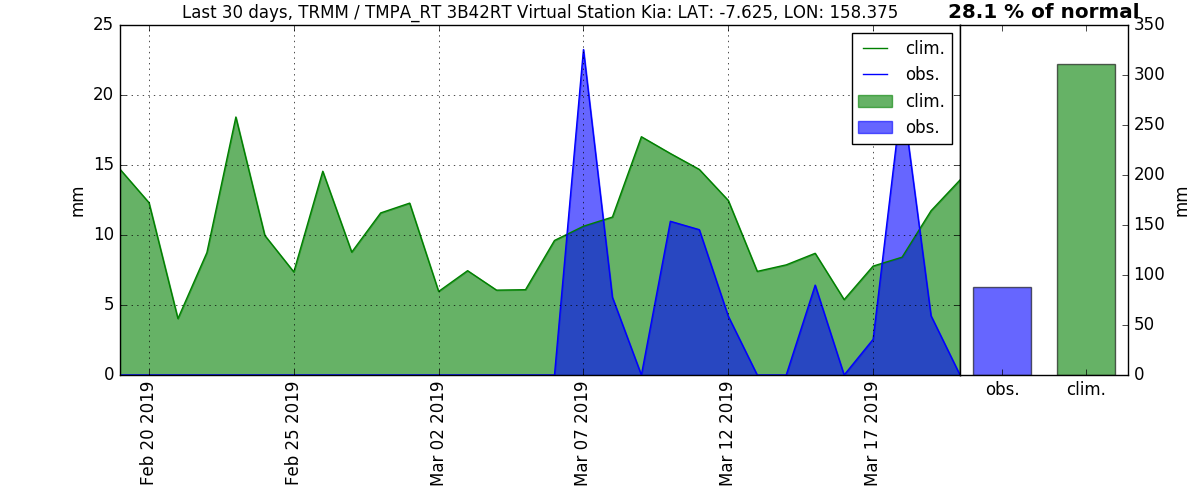 Last 30 days, TRMM / TMPA_RT 3B42RT Virtual Station Kia: LAT: -7.625, LON: 158.375
28.1 % of normal
25
20
15
10
5
0
mm
clim.
obs.
clim.
obs.
350
300
250
200
150
100
50
0
mm
obs.
clim.
Feb 20 2019
Feb 25 2019
Mar 02 2019
Mar 07 2019
Mar 12 2019
Mar 17 2019